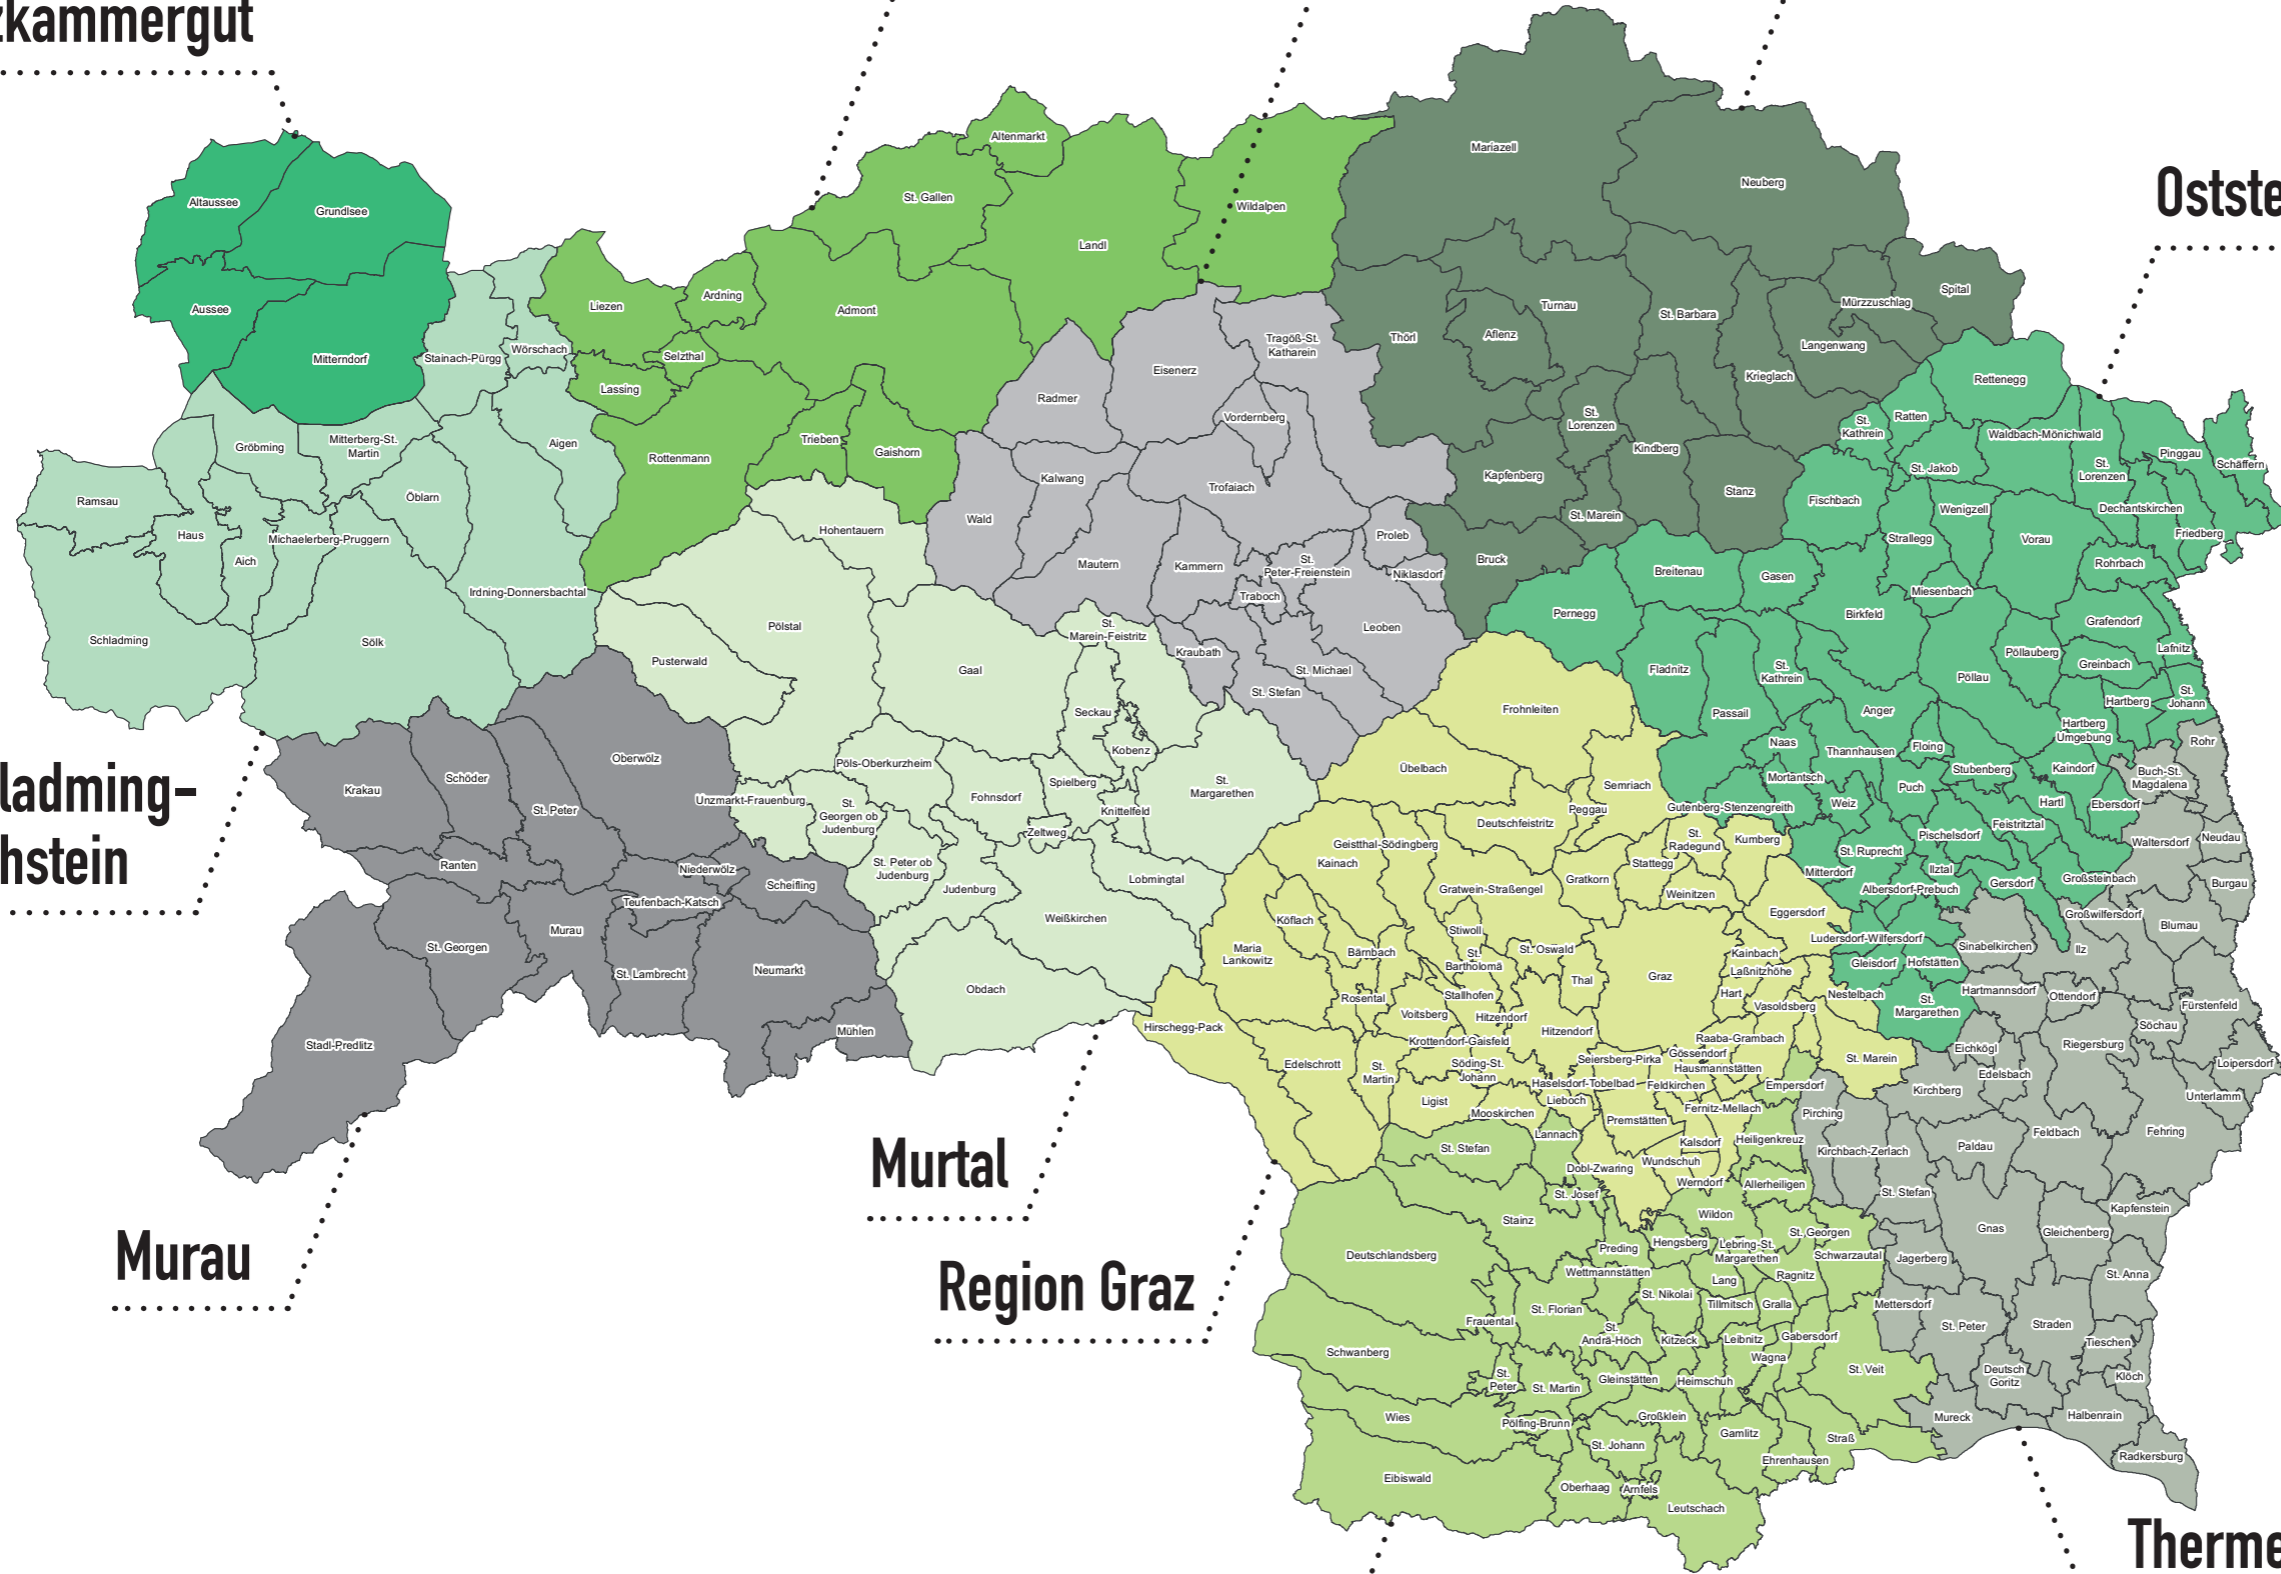 zkammergut
Ostste
ladming-
hstein
Murau
Murtal
Region Graz
Therme
Altaussee
Grundlsee
Aussee
Mitterndorf
Stainach-Pürgg
Wörschach
Gröbming
Mitterberg-St.
Martin
Aigen
Ramsau
Öblarn
Haus
Michaelerberg-Pruggern
Aich
Irdning-Donnersbachtal
Schladming
Sölk
Altenmarkt
St. Gallen
Wildalpen
Landl
Liezen
Ardning
Admont
Selzthal
Lassing
Rottenmann
Trieben
Gaishorn
Radmer
Eisenerz
Tragöß-St.
Katharein
Vordernberg
Kalwang
Trofaiach
Wald
Mautern
Kammern
St.
Peter-Freienstein
Proleb
Niklasdorf
Traboch
Leoben
Kraubath
St. Michael
St. Stefan
Mariazell
Neuberg
Spital
Mürzzuschlag
Turnau
St. Barbara
Thörl
Aflenz
Langenwang
Krieglach
St.
Lorenzen
Kindberg
Kapfenberg
Stanz
St. Marein
Bruck
Rettenegg
Ratten
St.
Kathrein
Waldbach-Mönichwald
St. Jakob
St.
Lorenzen
Pinggau
Schäffern
Fischbach
Wenigzell
Dechantskirchen
Friedberg
Strallegg
Vorau
Rohrbach
Breitenau
Gasen
Miesenbach
Birkfeld
Pernegg
Grafendorf
Lafnitz
Pöllauberg
Greinbach
Fladnitz
St.
Kathrein
Pöllau
Hartberg
St.
Johann
Passail
Anger
Hartberg
Umgebung
Naas
Thannhausen
Floing
Stubenberg
Kaindorf
Mortantsch
Weiz
Puch
Hartl
Ebersdorf
Gutenberg-Stenzengreith
Pischelsdorf
Feistritztal
St. Ruprecht
Ilztal
Mitterdorf
Albersdorf-Prebuch
Gersdorf
Großsteinbach
Ludersdorf-Wilfersdorf
Gleisdorf
Hofstätten
St.
Margarethen
Hohentauern
Pölstal
Pusterwald
Gaal
St.
Marein-Feistritz
Seckau
Kobenz
Pöls-Oberkurzheim
Fohnsdorf
Spielberg
Knittelfeld
St.
Margarethen
Unzmarkt-Frauenburg
St.
Georgen ob
Judenburg
Zeltweg
St. Peter ob
Judenburg
Judenburg
Lobmingtal
Weißkirchen
Obdach
Oberwölz
Krakau
Schöder
St. Peter
Ranten
Niederwölz
Scheifling
Teufenbach-Katsch
Murau
St. Georgen
St. Lambrecht
Neumarkt
Mühlen
Stadl-Predlitz
Frohnleiten
Übelbach
Semriach
Peggau
Deutschfeistritz
Geistthal-Södingberg
Kainach
St.
Radegund
Kumberg
Stattegg
Gratkorn
Weinitzen
Gratwein-Straßengel
Eggersdorf
Köflach
Stiwoll
Maria
Lankowitz
Bärnbach
St.
Bartholomä
St. Oswald
Thal
Graz
Kainbach
Laßnitzhöhe
Hart
Nestelbach
Vasoldsberg
Rosental
Stallhofen
Voitsberg
Hitzendorf
Hitzendorf
Hirschegg-Pack
Krottendorf-Gaisfeld
Raaba-Grambach
Edelschrott
St.
Martin
Söding-St.
Johann
Seiersberg-Pirka
Gössendorf
Hausmannstätten
St. Marein
Haselsdorf-Tobelbad
Feldkirchen
Ligist
Lieboch
Mooskirchen
Premstätten
Fernitz-Mellach
Kalsdorf
Dobl-Zwaring
Wundschuh
Werndorf
Empersdorf
Lannach
St. Stefan
Heiligenkreuz
Allerheiligen
St. Josef
Stainz
Wildon
St. Georgen
Preding
Hengsberg
Lebring-St.
Margarethen
Schwarzautal
Deutschlandsberg
Wettmannstätten
Lang
Ragnitz
St. Nikolai
Tillmitsch
Gralla
St. Florian
Frauental
St.
Andrä-Höch
Kitzeck
Leibnitz
Gabersdorf
Schwanberg
Wagna
St. Veit
St.
Peter
St. Martin
Gleinstätten
Heimschuh
Wies
Pölfing-Brunn
Großklein
Gamlitz
Straß
St. Johann
Ehrenhausen
Eibiswald
Oberhaag
Arnfels
Leutschach
Rohr
Buch-St.
Magdalena
Neudau
Waltersdorf
Burgau
Großwilfersdorf
Blumau
Sinabelkirchen
Ilz
Hartmannsdorf
Ottendorf
Fürstenfeld
Söchau
Riegersburg
Eichkögl
Loipersdorf
Edelsbach
Kirchberg
Unterlamm
Pirching
Feldbach
Fehring
Kirchbach-Zerlach
Paldau
St. Stefan
Kapfenstein
Gnas
Gleichenberg
Jagerberg
St. Anna
Mettersdorf
St. Peter
Straden
Tieschen
Deutsch
Goritz
Klöch
Mureck
Halbenrain
Radkersburg